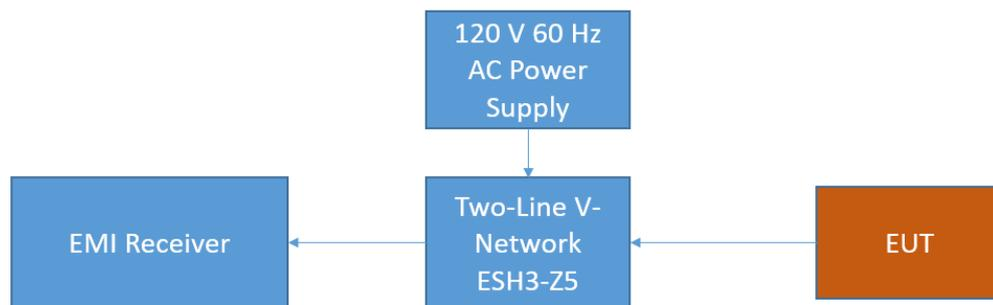 120 V 60 Hz
AC Power
Supply
EMI Receiver
Two-Line V-
Network
ESH3-Z5
EUT